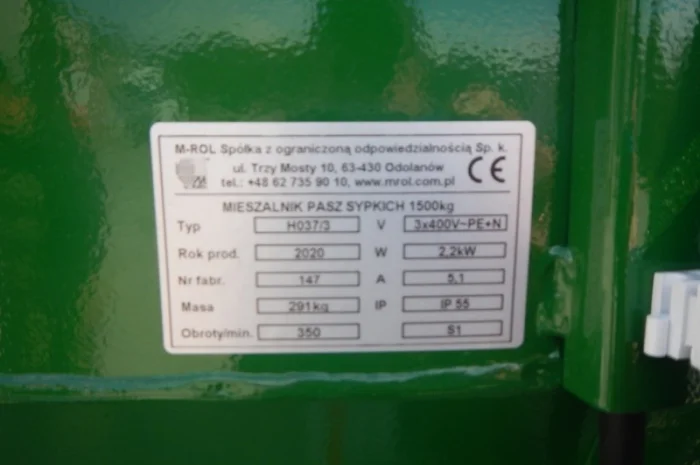 M-ROL Spółka z ograniczoną odpowiedzialnością Sp. k.
ul. Trzy Mosty 10, 63-430 Odolanów
tel.: +48 62 735 90 10, www.mrol.com.pl
CE
MIESZALNIK PASZ SYPKICH 1500kg
Typ H037/3 V 3x400V~PE+N
Rok prod. 2020 W 2,2kW
Nr fabr. 147 A 5,1
Masa 291kg IP IP 55
Obroty/min. 350 S1